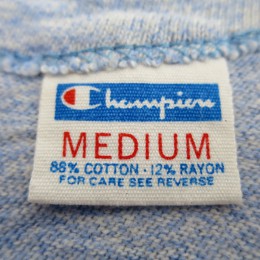 Champion
MEDIUM
88% COTTON · 12% RAYON
FOR CARE SEE REVERSE